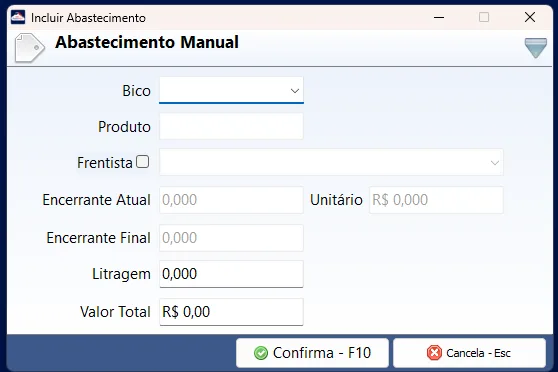 Incluir Abastecimento
Abastecimento Manual
Bico
Produto
Frentista
Encerrante Atual 0,000 Unitário R$ 0,000
Encerrante Final 0,000
Litragem 0,000
Valor Total R$ 0,00
Confirma - F10 Cancela - Esc